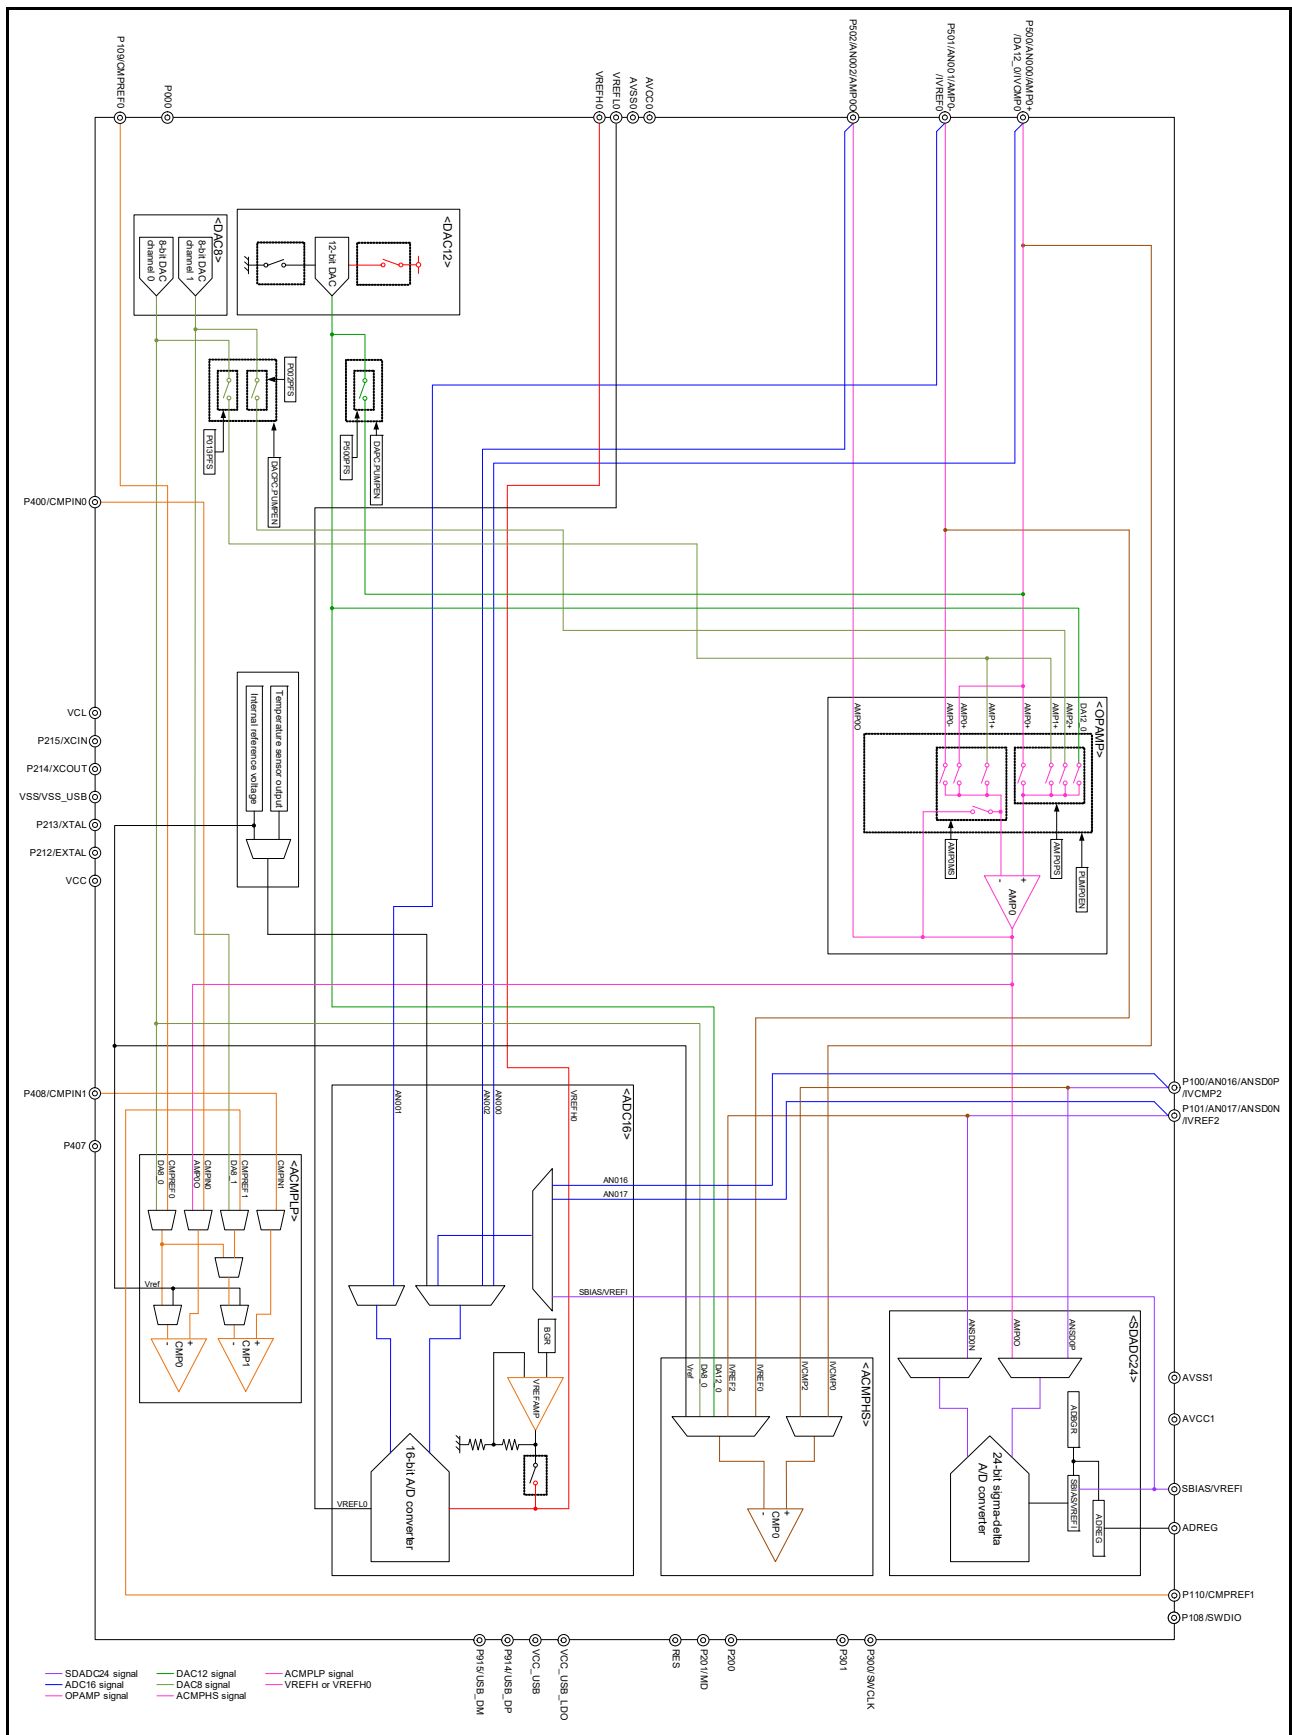 P109/CMPREF0
P000
VREFH0
VREFL0
AVSS0
AVCC0
P502/AN002/AMP0O
P501/AN001/AMP0-
/IVREF0
P500/AN000/AMP0+
/DA12_0/IVCMP0
<DAC8>
8-bit DAC
channel 1
8-bit DAC
channel 0
<DAC12>
12-bit DAC
P002PFS
P013PFS
DACPC.PUMPEN
P500PFS
DAPC.PUMPEN
P400/CMPIN0
VCL
P215/XCIN
P214/XCOUT
VSS/VSS_USB
P213/XTAL
P212/EXTAL
VCC
P408/CMPIN1
P407
Temperature sensor output
Internal reference voltage
<OPAMP>
DA12_0
AMP2+
AMP1+
AMP0+
AMP1+
AMP0+
AMP0-
AMP0O
AMP0MS
AMP0PS
PUMP0EN
-
+
AMP0
<ACMPLP>
CMPIN1
CMPREF1
DA8_1
CMPIN0
AMP0O
CMPREF0
DA8_0
Vref
-
+
CMP0
-
+
CMP1
<ADC16>
VREFH0
AN000
AN002
AN001
AN016
AN017
SBIAS/VREFI
BGR
VREFAMP
VREFL0
16-bit A/D converter
<ACMPHS>
IVCMP0
IVCMP2
IVREF0
IVREF2
DA12_0
DA8_0
Vref
-
+
CMP0
<SDADC24>
ANSD0P
AMP0O
ANSD0N
ADBGR
SBIAS/VREFI
ADREG
24-bit sigma-delta
A/D converter
P100/AN016/ANSD0P
/IVCMP2
P101/AN017/ANSD0N
/IVREF2
AVSS1
AVCC1
SBIAS/VREFI
ADREG
P110/CMPREF1
P108/SWDIO
P915/USB_DM
P914/USB_DP
VCC_USB
VCC_USB_LDO
RES
P201/MD
P200
P301
P300/SWCLK
SDADC24 signal
ADC16 signal
OPAMP signal
DAC12 signal
DAC8 signal
ACMPHS signal
ACMPLP signal
VREFH or VREFH0